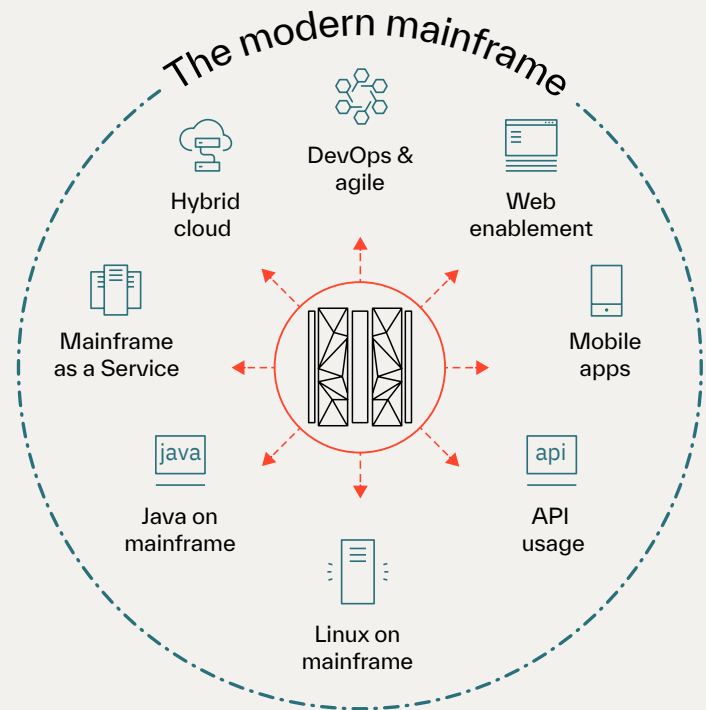 The modern mainframe
DevOps &
agile
Hybrid
cloud
Web
enablement
Mainframe
as a Service
Mobile
apps
java
Java on
mainframe
api
API
usage
Linux on
mainframe